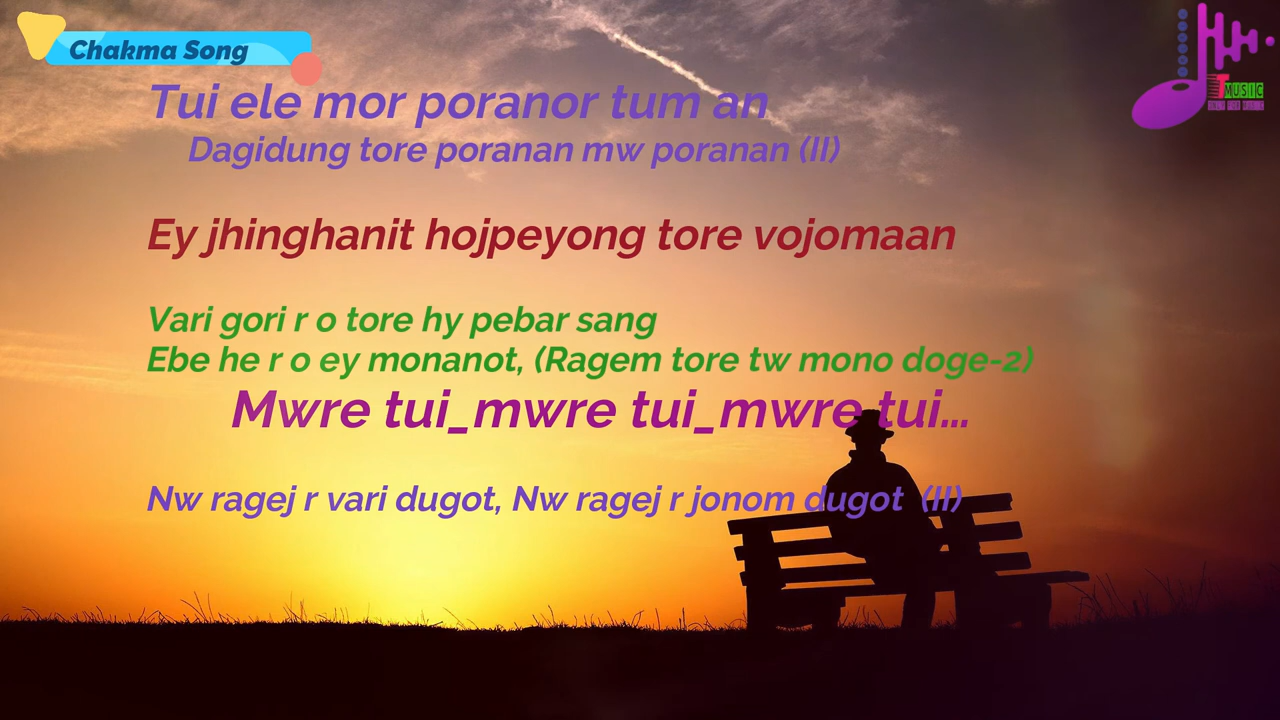 Chakma Song
Tui ele mor poranor tum an
Dagidung tore poranan mw poranan (II)
Ey jhinghanit hojpeyong tore vojomaan
Vari gori r o tore hy pebar sang
Ebe he r o ey monanot, (Ragem tore tw mono doge-2)
Mwre tui_mwre tui_mwre tui...
Nw ragej r vari dugot, Nw ragej r jonom dugot (II)
T MUSIC